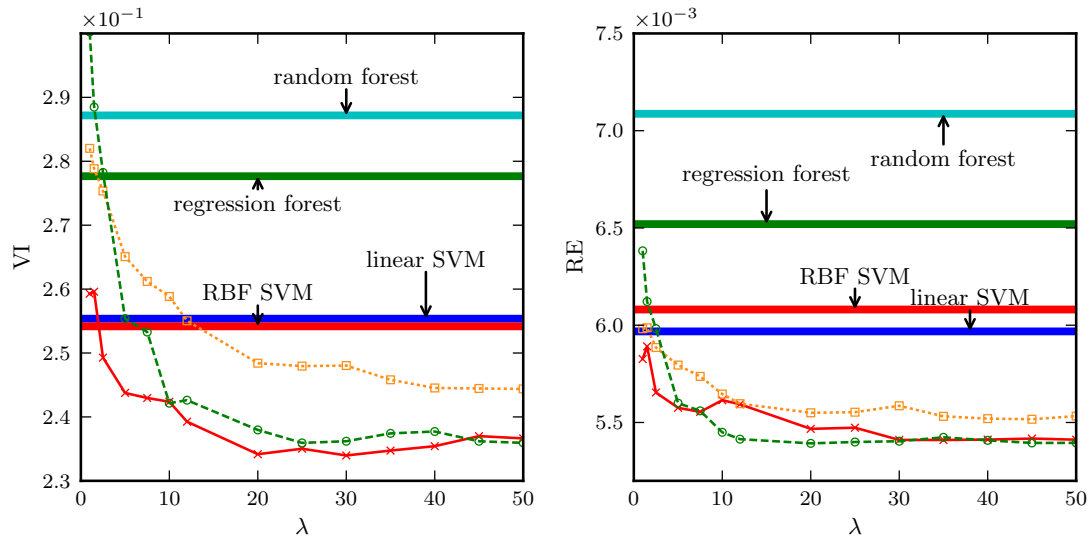 ×10⁻¹
2.9
2.8
2.7
2.6
2.5
2.4
2.3
VI
random forest
regression forest
linear SVM
RBF SVM
0 10 20 30 40 50
λ
×10⁻³
7.5
7.0
6.5
6.0
5.5
RE
random forest
regression forest
RBF SVM
linear SVM
0 10 20 30 40 50
λ